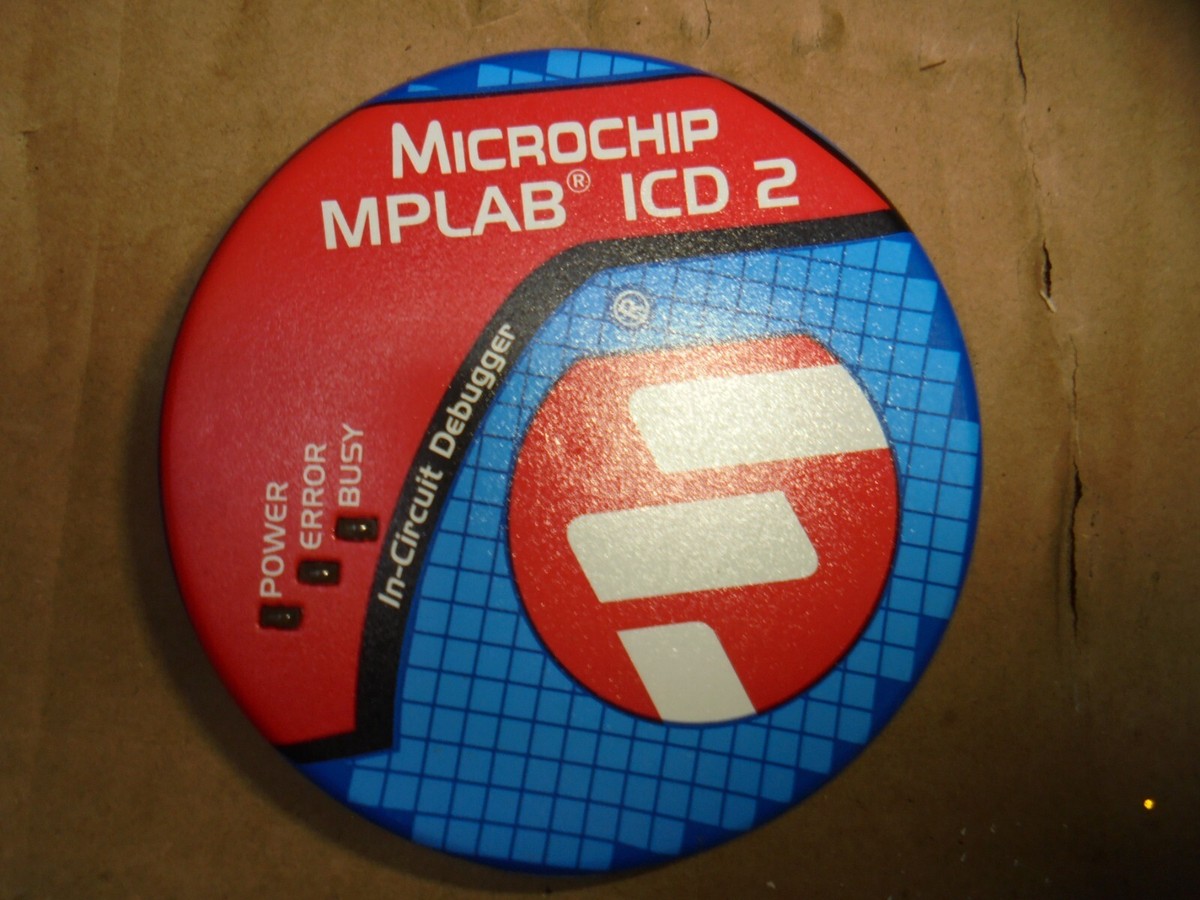 MICROCHIP
MPLAB® ICD 2
®
In-Circuit Debugger
POWER
ERROR
BUSY